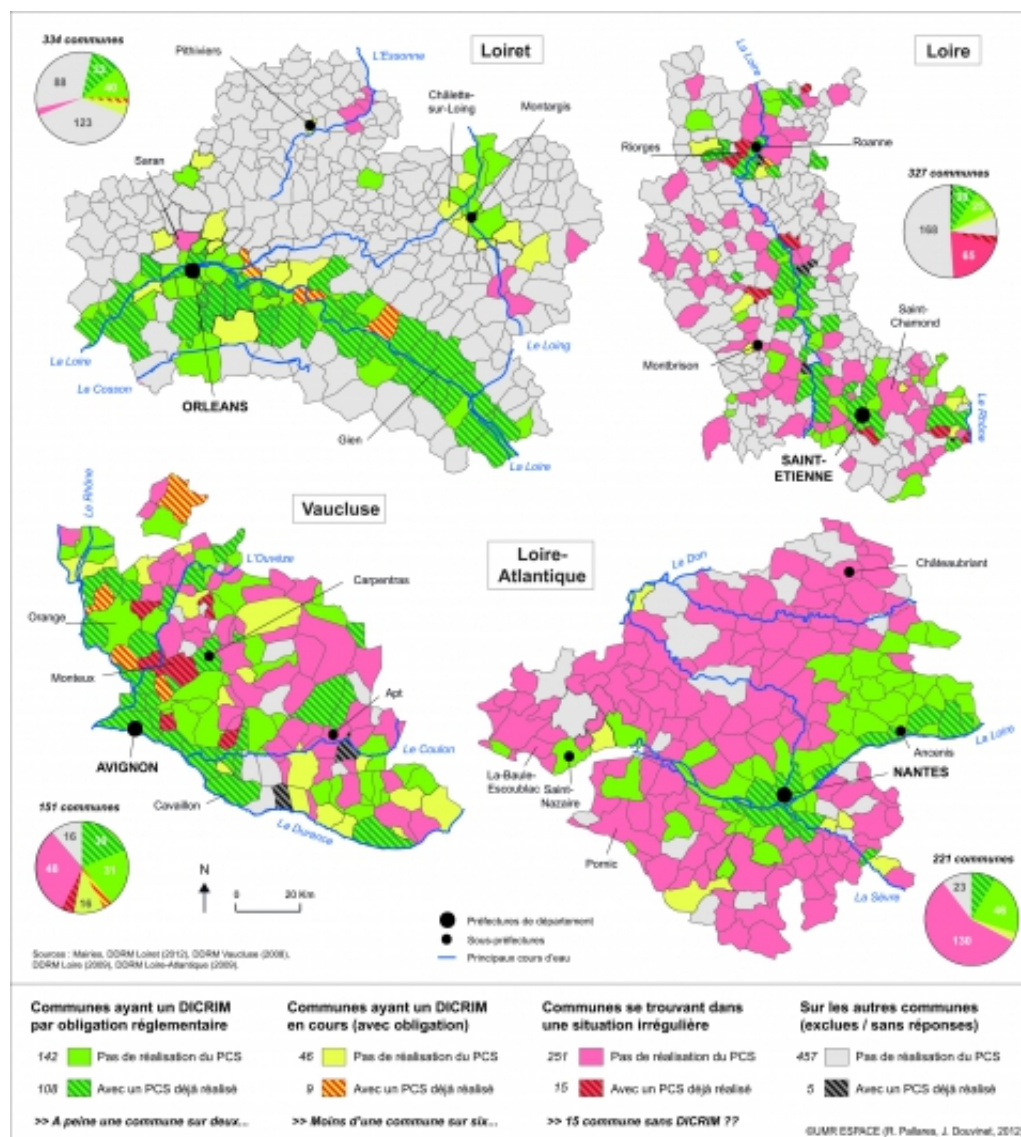 334 communes
88
33
40
123
Pithiviers
L'Essonne
Loiret
Châlette-
sur-Loing
Montargis
Saran
La Loire
Le Cosson
ORLEANS
Gien
Le Loing
La Loire
Loire
La Loire
Riorges
Roanne
327 communes
168
65
Saint-
Chamond
Montbrison
Le Rhône
SAINT-
ETIENNE
Vaucluse
Le Rhône
L'Ouvèze
Carpentras
Orange
Monteux
Apt
AVIGNON
Le Coulon
Cavaillon
La Durance
151 communes
16
30
31
16
48
N
0 20 Km
Loire-
Atlantique
Le Don
Châteaubriant
Ancenis
La Loire
NANTES
La-Baule-
Escoublac
Saint-
Nazaire
Pornic
La Sèvre
221 communes
23
46
130
Préfectures de département
Sous-préfectures
Principaux cours d'eau
Sources : Mairies, DDRM Loiret (2012), DDRM Vaucluse (2008),
DDRM Loire (2009), DDRM Loire-Atlantique (2009).
Communes ayant un DICRIM
par obligation réglementaire
142 Pas de réalisation du PCS
108 Avec un PCS déjà réalisé
>> A peine une commune sur deux...
Communes ayant un DICRIM
en cours (avec obligation)
46 Pas de réalisation du PCS
9 Avec un PCS déjà réalisé
>> Moins d'une commune sur six...
Communes se trouvant dans
une situation irrégulière
251 Pas de réalisation du PCS
15 Avec un PCS déjà réalisé
>> 15 commune sans DICRIM ??
Sur les autres communes
(exclues / sans réponses)
457 Pas de réalisation du PCS
5 Avec un PCS déjà réalisé
©UMR ESPACE (R. Pallares, J. Douvinet, 2012)